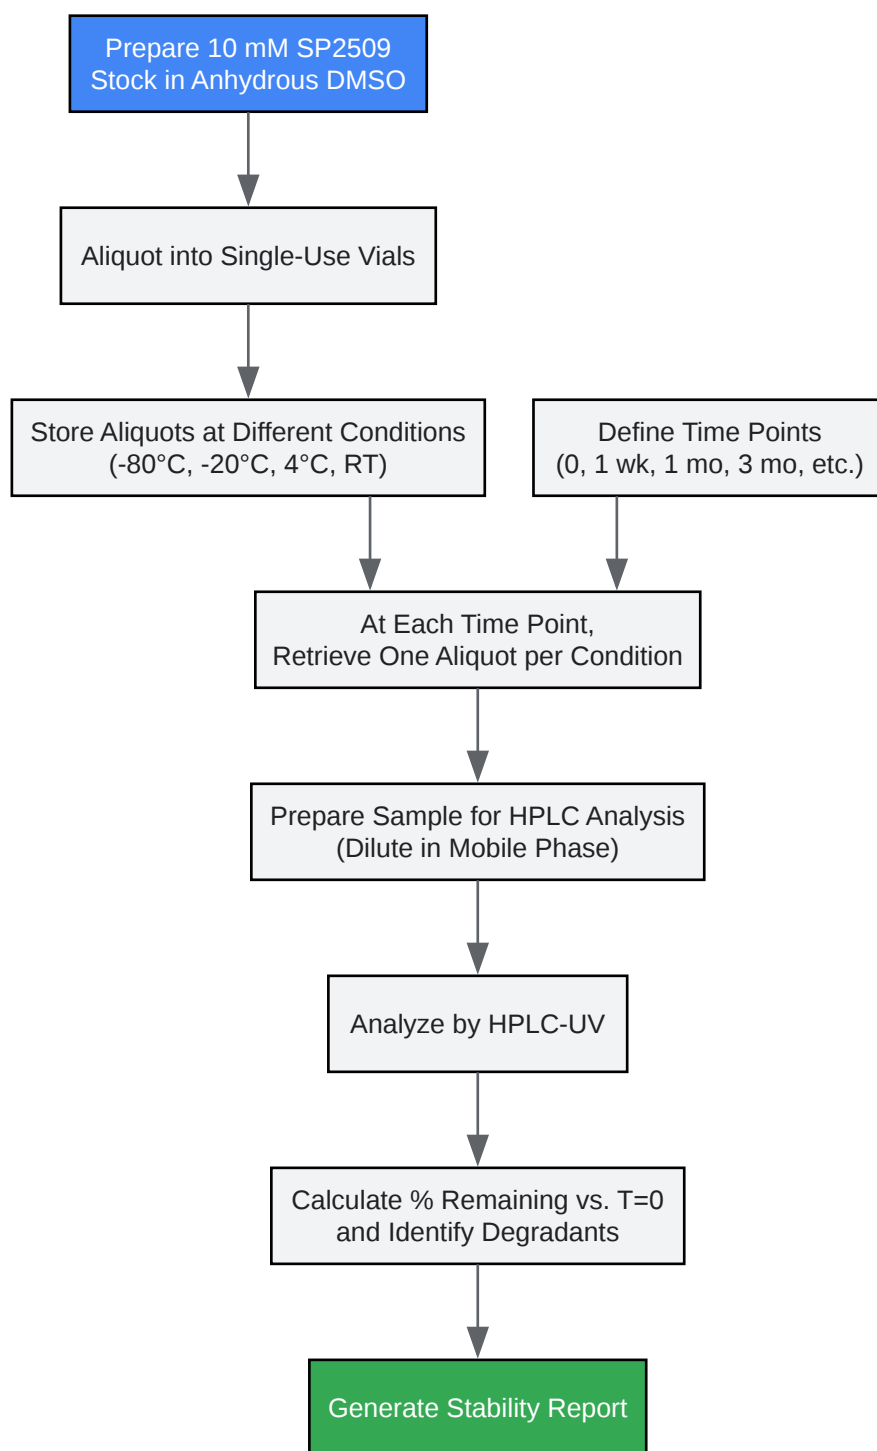 Prepare 10 mM SP2509
Stock in Anhydrous DMSO
Aliquot into Single-Use Vials
Store Aliquots at Different Conditions
(-80°C, -20°C, 4°C, RT)
Define Time Points
(0, 1 wk, 1 mo, 3 mo, etc.)
At Each Time Point,
Retrieve One Aliquot per Condition
Prepare Sample for HPLC Analysis
(Dilute in Mobile Phase)
Analyze by HPLC-UV
Calculate % Remaining vs. T=0
and Identify Degradants
Generate Stability Report